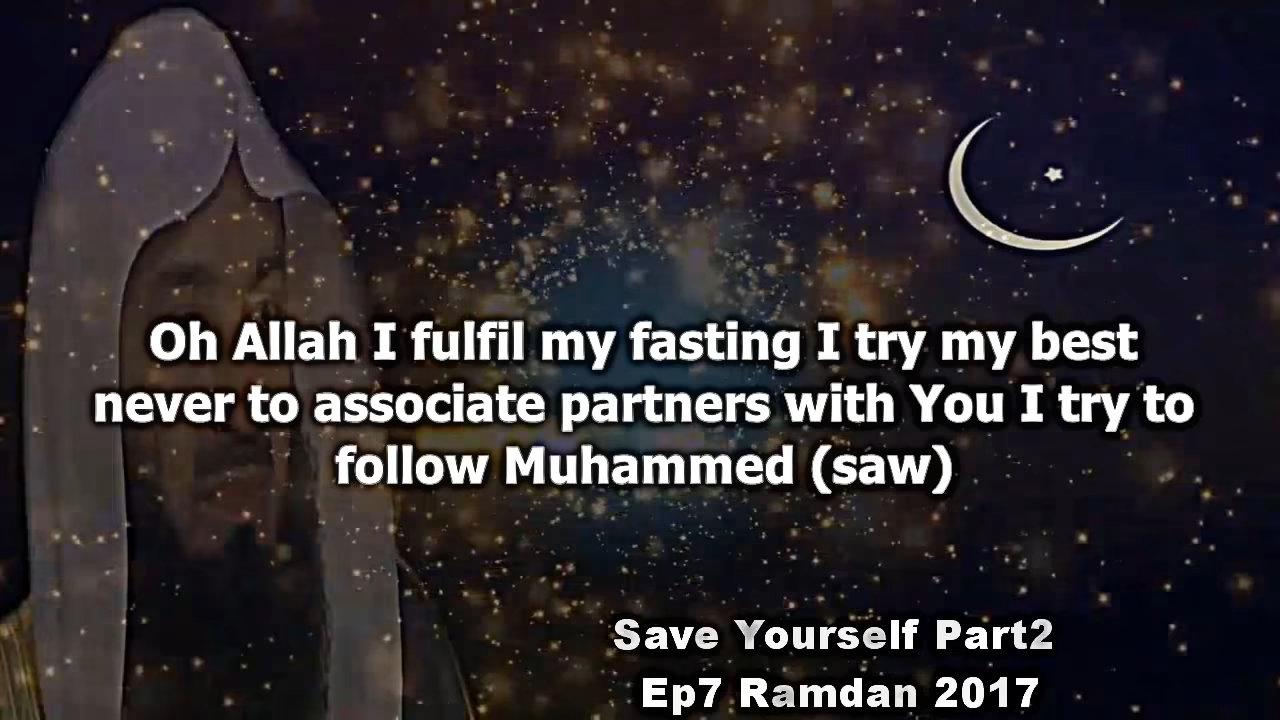 Oh Allah I fulfil my fasting I try my best
never to associate partners with You I try to
follow Muhammed (saw)
Save Yourself Part2
Ep7 Ramdan 2017